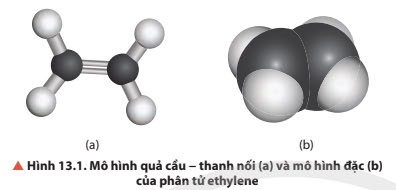 (a) (b)
▲ Hình 13.1. Mô hình quả cầu – thanh nối (a) và mô hình đặc (b)
của phân tử ethylene